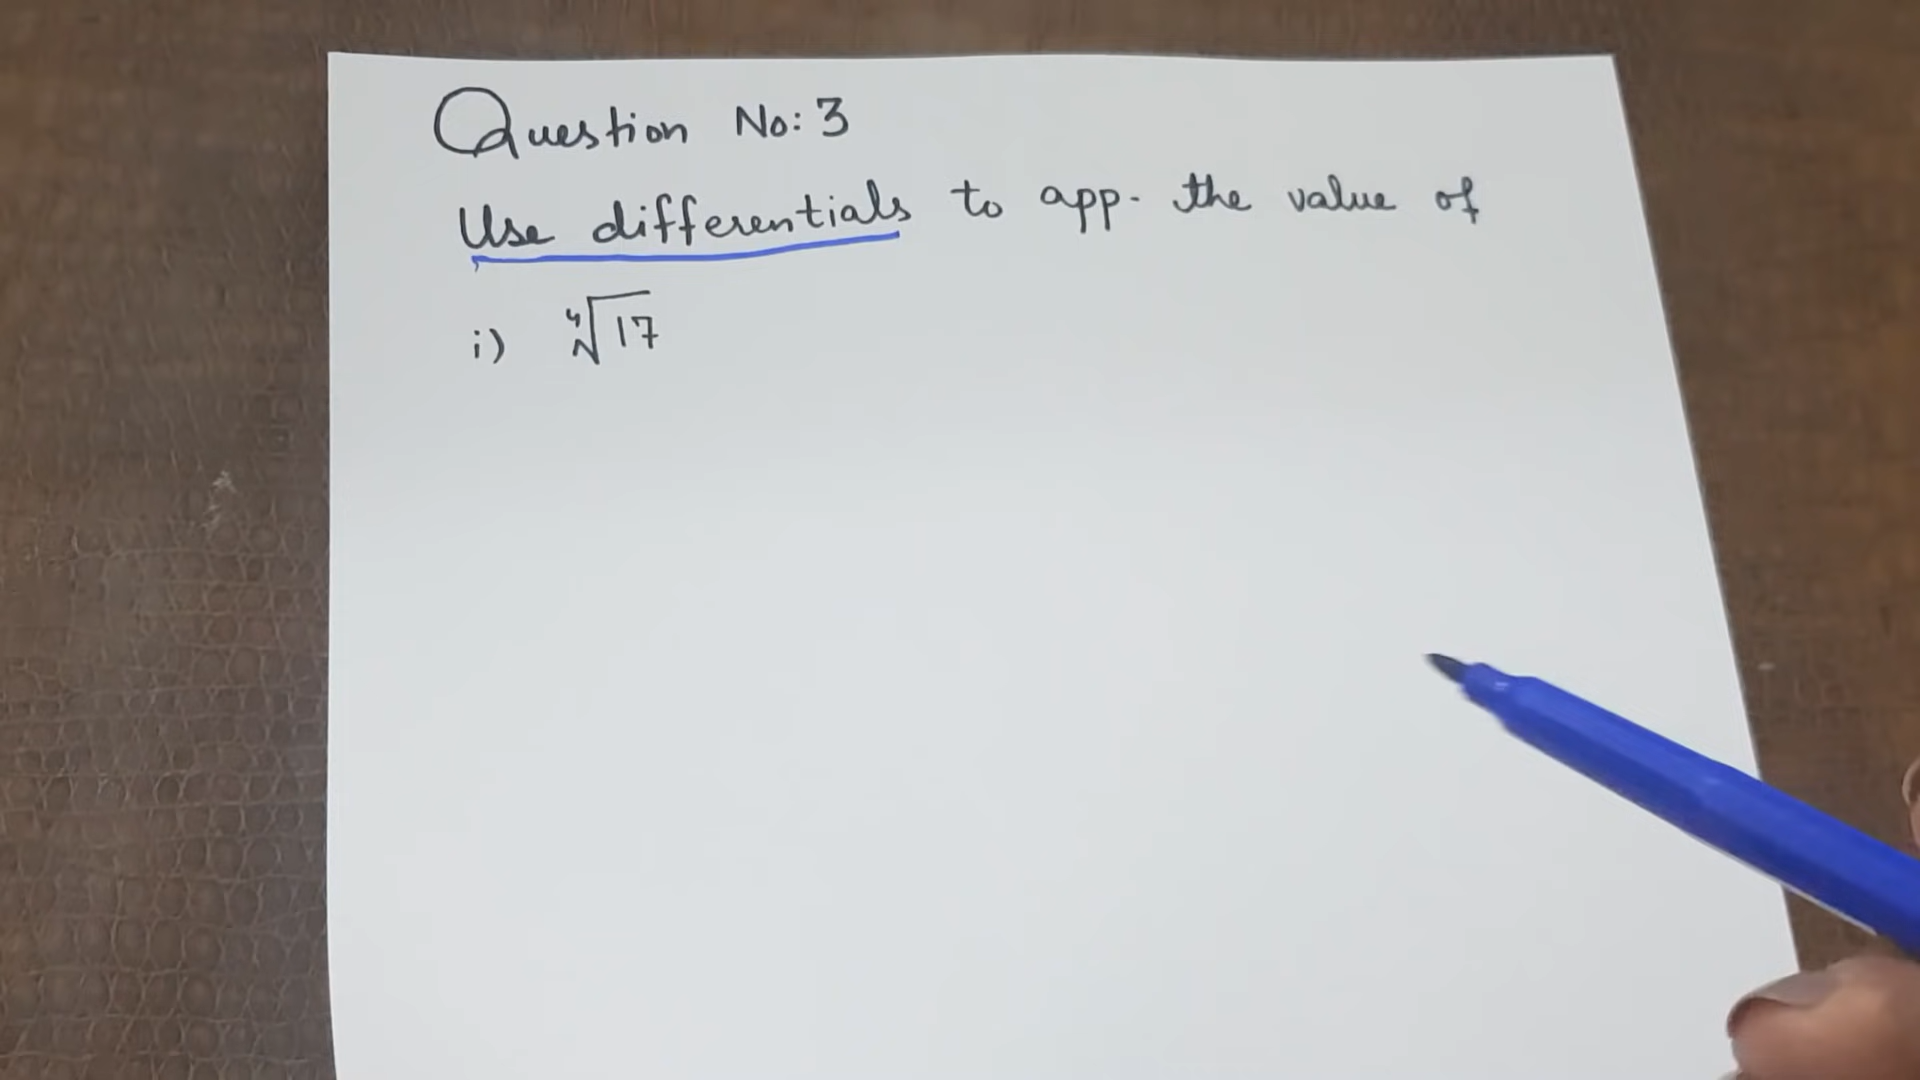 Question No: 3
Use differentials to app. the value of
i) ⁴√17